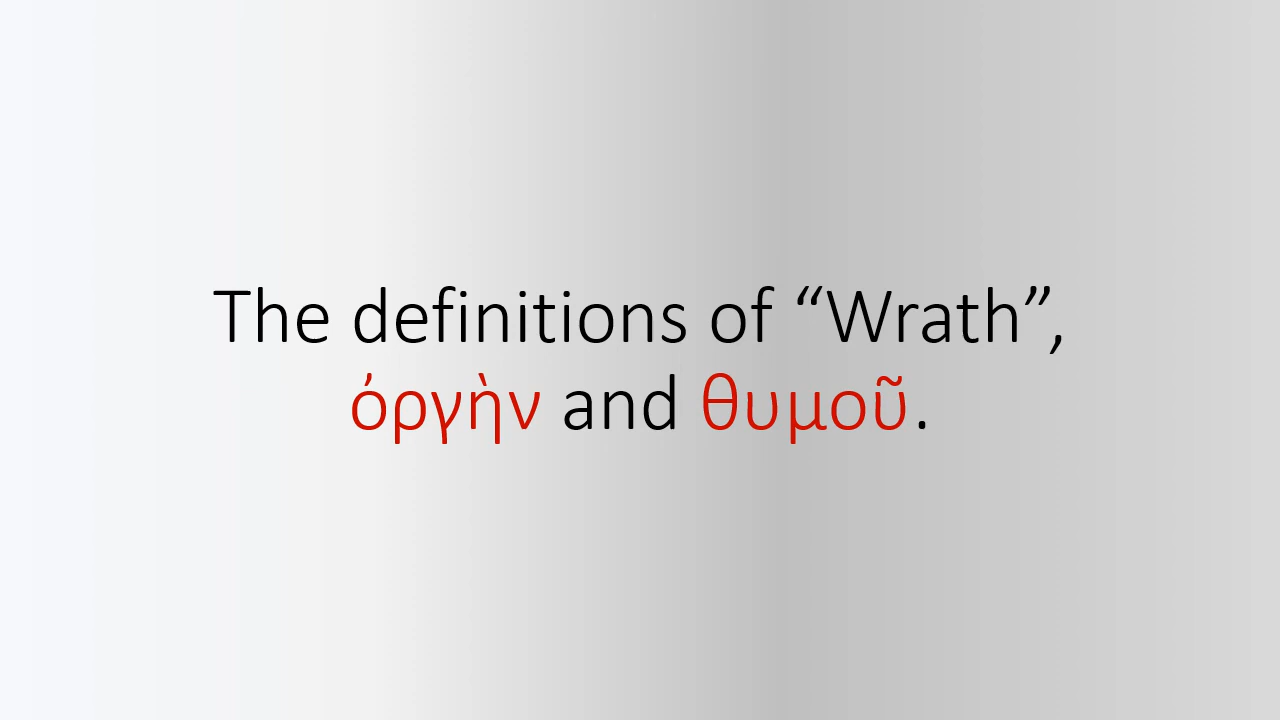 The definitions of “Wrath”,
ὀργὴν and θυμοῦ.